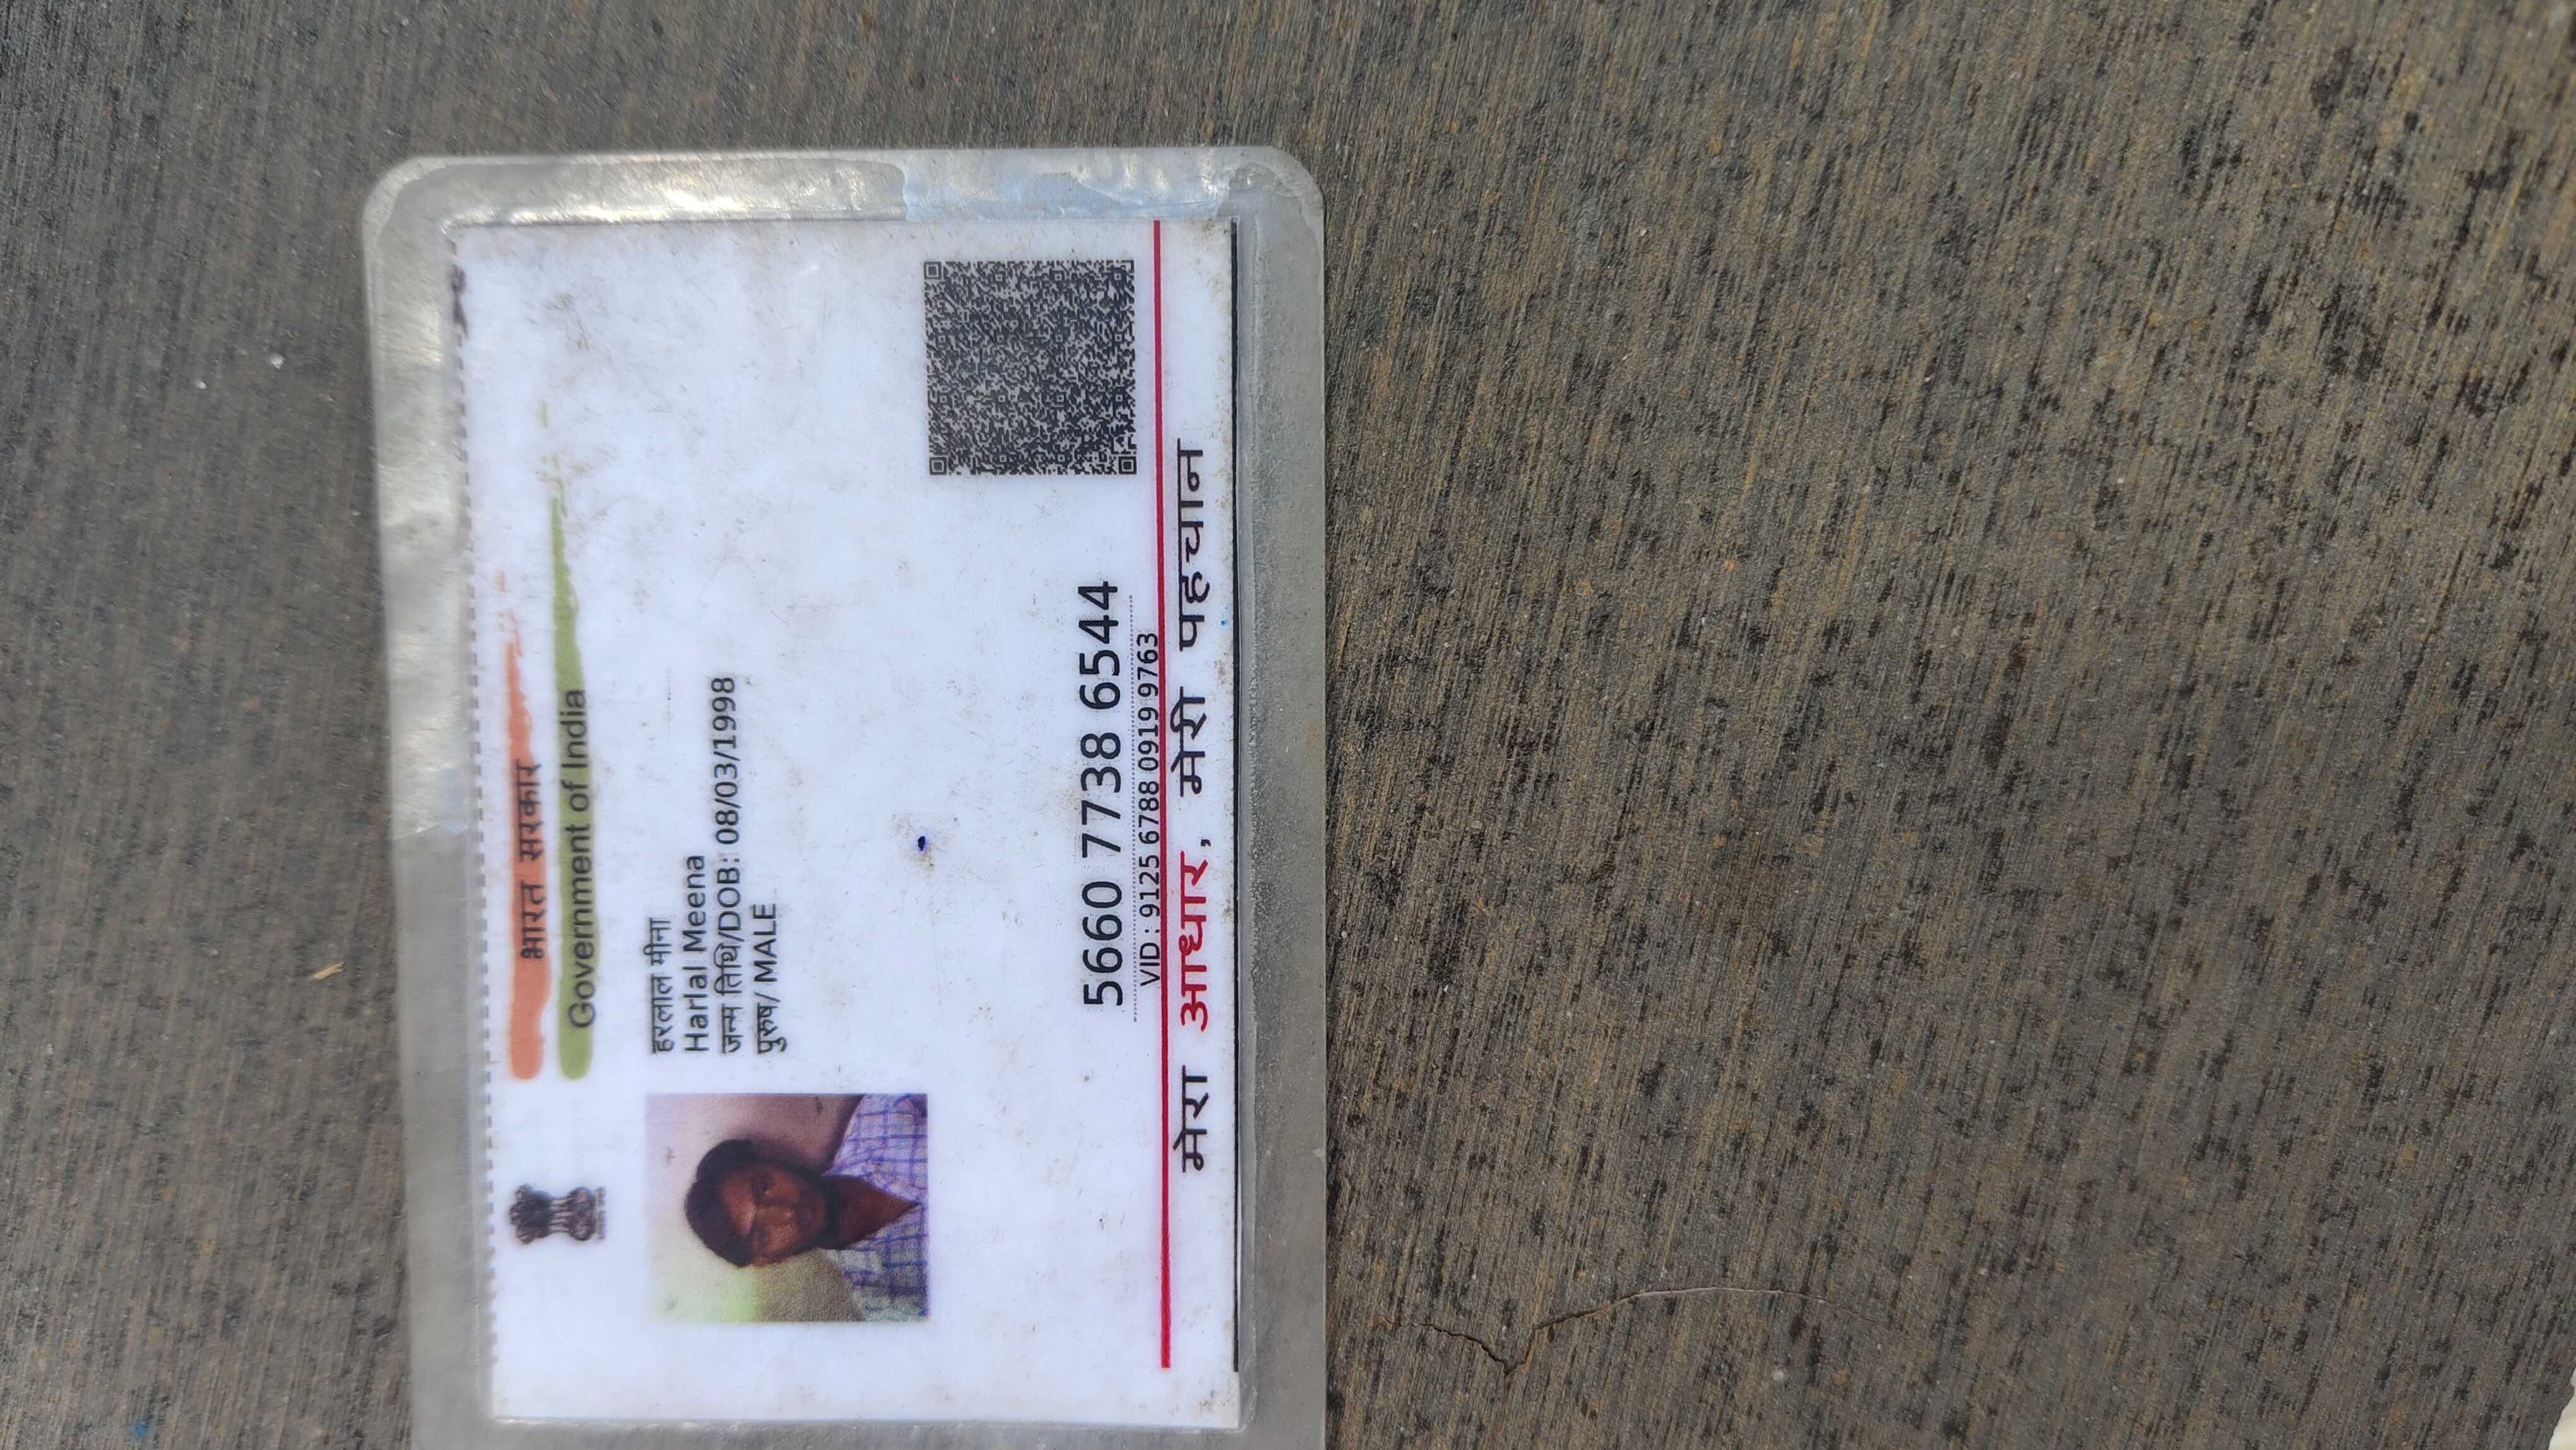 भारत सरकार
Government of India
हरलाल मीना
Harlal Meena
जन्म तिथि/DOB: 08/03/1998
पुरुष/ MALE
5660 7738 6544
VID : 9125 6788 0919 9763
मेरा आधार, मेरी पहचान